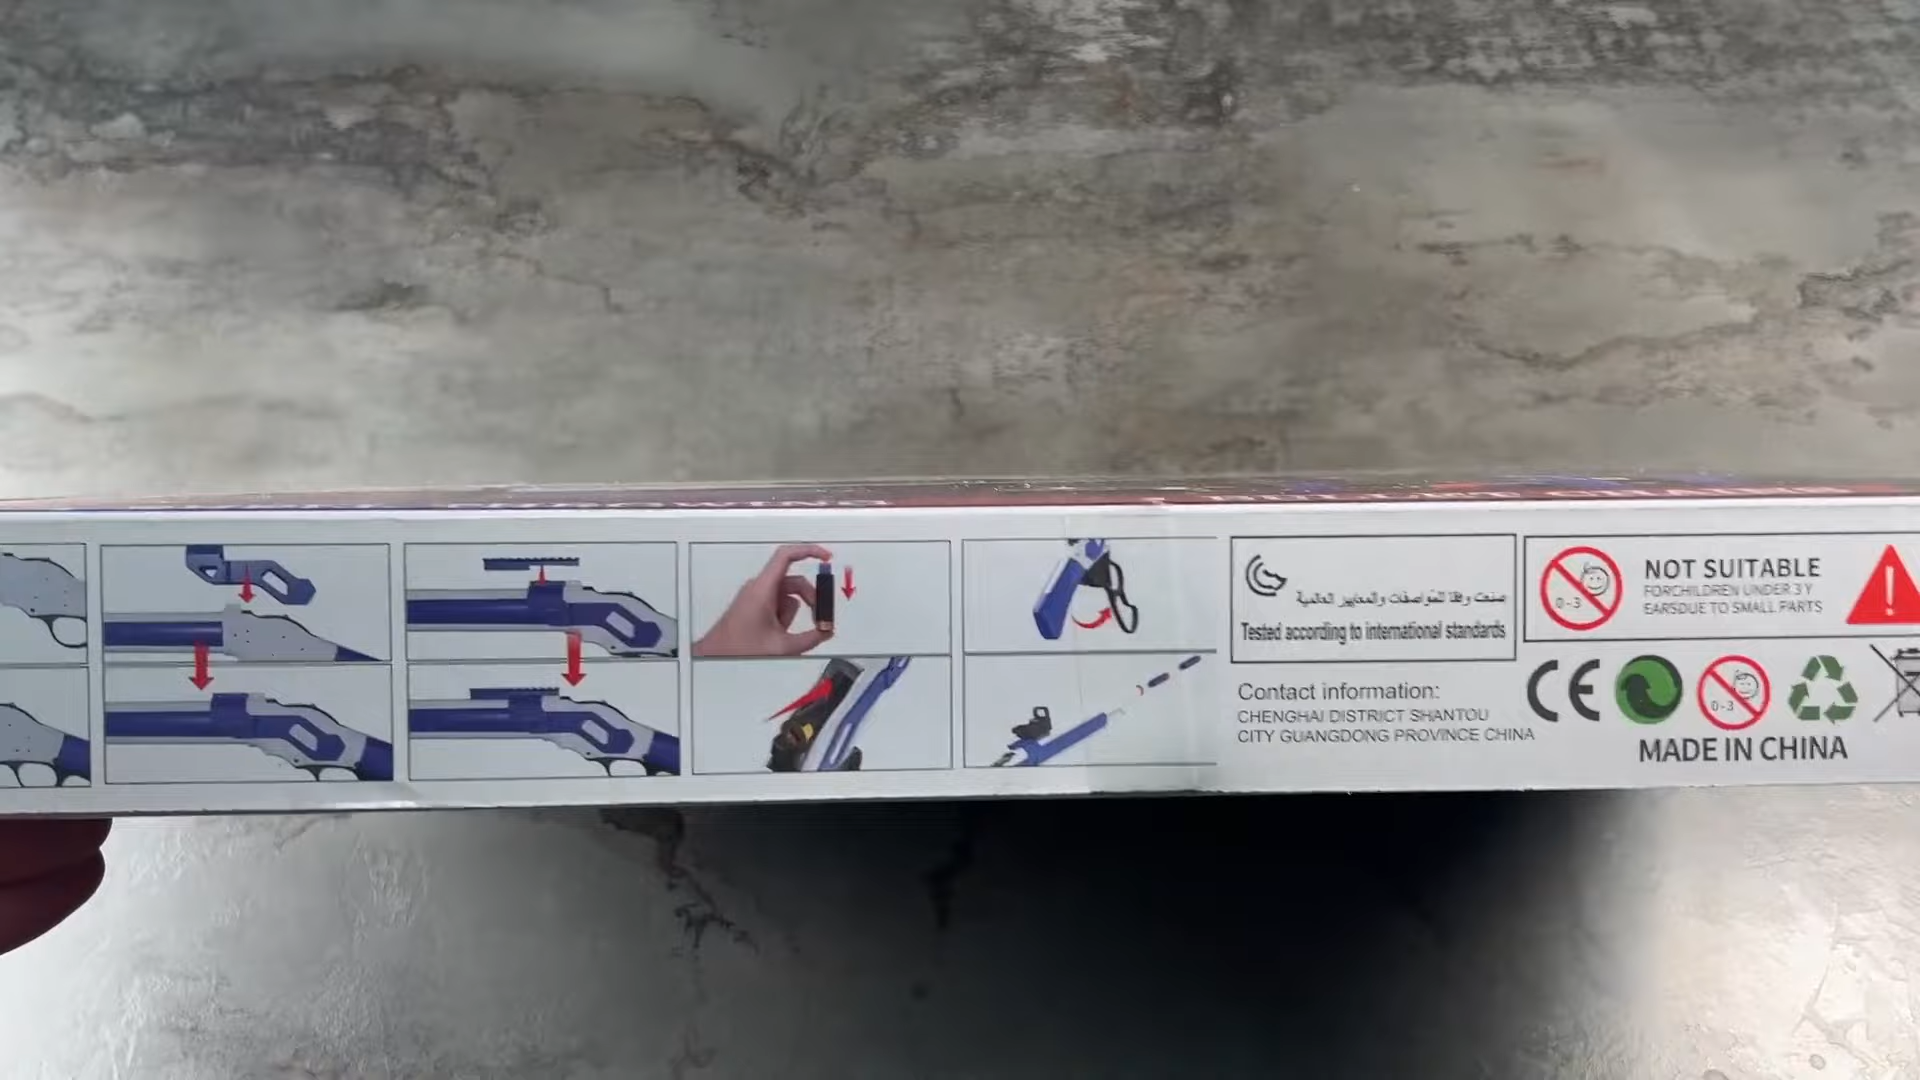 صنعت وفقا للمواصفات والمعايير العالمية
Tested according to international standards
Contact information:
CHENGHAI DISTRICT SHANTOU
CITY GUANGDONG PROVINCE CHINA
0-3
NOT SUITABLE
FORCHILDREN UNDER 3 Y
EARSDUE TO SMALL PARTS
CE
0-3
MADE IN CHINA